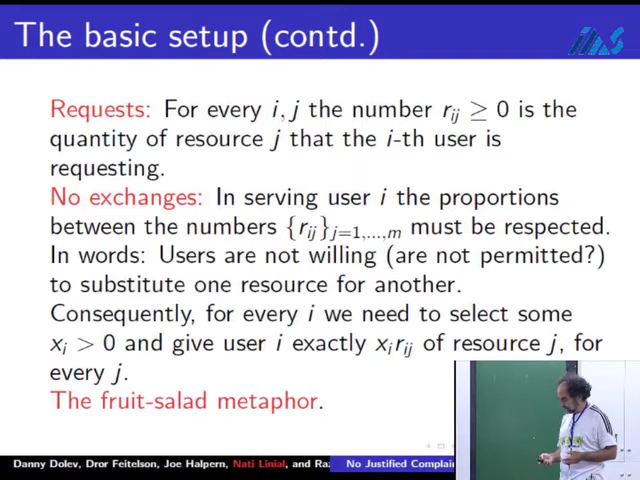 The basic setup (contd.)
IMS
Requests: For every i, j the number r_ij ≥ 0 is the
quantity of resource j that the i-th user is
requesting.
No exchanges: In serving user i the proportions
between the numbers {r_ij}_j=1,...,m must be respected.
In words: Users are not willing (are not permitted?)
to substitute one resource for another.
Consequently, for every i we need to select some
x_i > 0 and give user i exactly x_i r_ij of resource j, for
every j.
The fruit-salad metaphor.
Danny Dolev, Dror Feitelson, Joe Halpern, Nati Linial, and Raz No Justified Complain